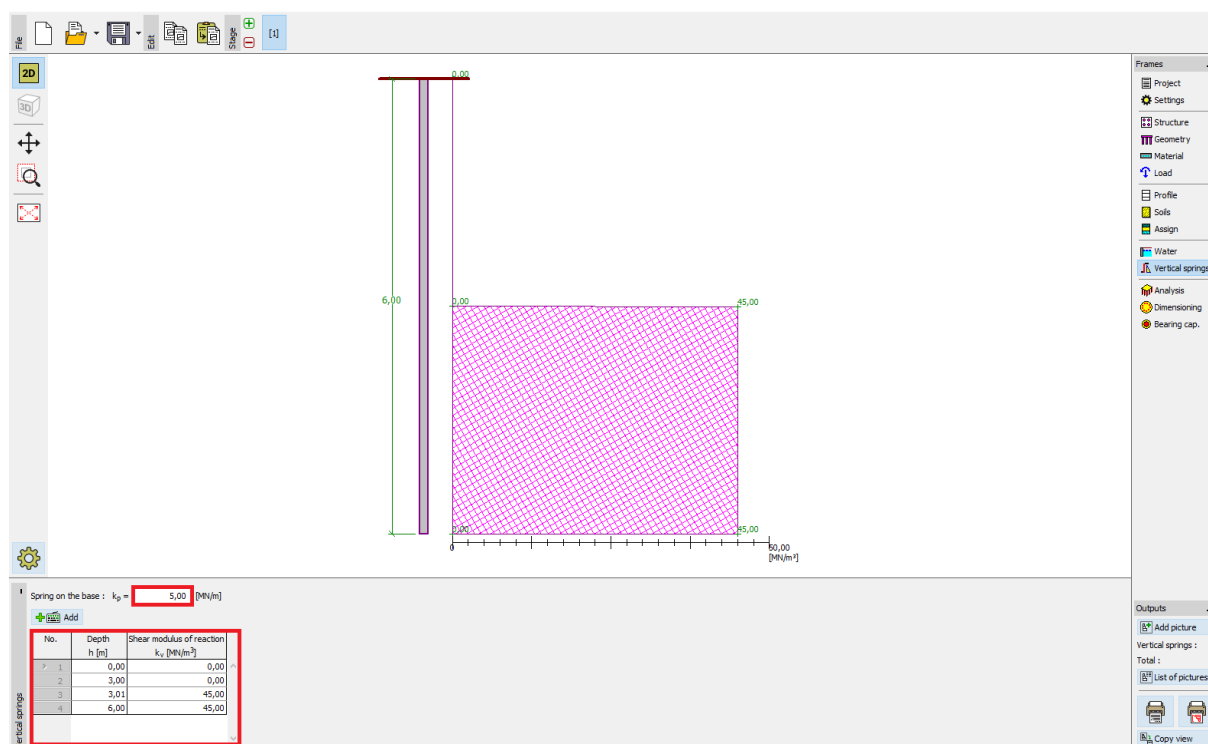 File
Edit
Stage
[1]
2D
3D
Frames
Project
Settings
Structure
Geometry
Material
Load
Profile
Soils
Assign
Water
Vertical springs
Analysis
Dimensioning
Bearing cap.
0,00
6,00
0,00
45,00
0,00
45,00
0
50,00
[MN/m³]
Spring on the base : kp = 5,00 [MN/m]
Add
No. Depth Shear modulus of reaction
h [m] kv [MN/m³]
1 0,00 0,00
2 3,00 0,00
3 3,01 45,00
4 6,00 45,00
ertical springs
Outputs
Add picture
Vertical springs :
Total :
List of pictures
Copy view